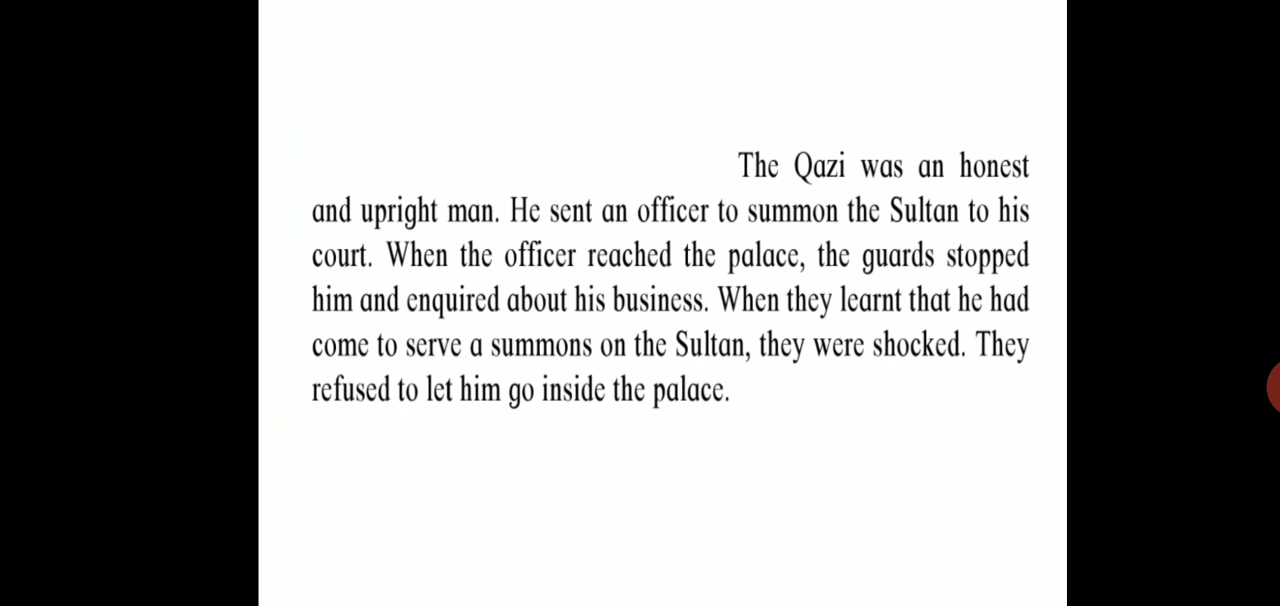 The Qazi was an honest
and upright man. He sent an officer to summon the Sultan to his
court. When the officer reached the palace, the guards stopped
him and enquired about his business. When they learnt that he had
come to serve a summons on the Sultan, they were shocked. They
refused to let him go inside the palace.